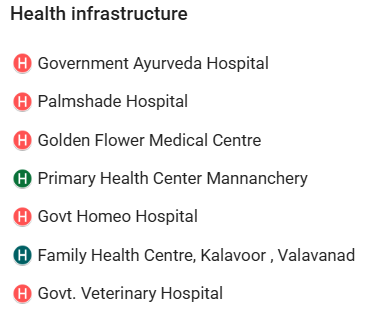 Health infrastructure
H Government Ayurveda Hospital
H Palmshade Hospital
H Golden Flower Medical Centre
H Primary Health Center Mannanchery
H Govt Homeo Hospital
H Family Health Centre, Kalavoor , Valavanad
H Govt. Veterinary Hospital